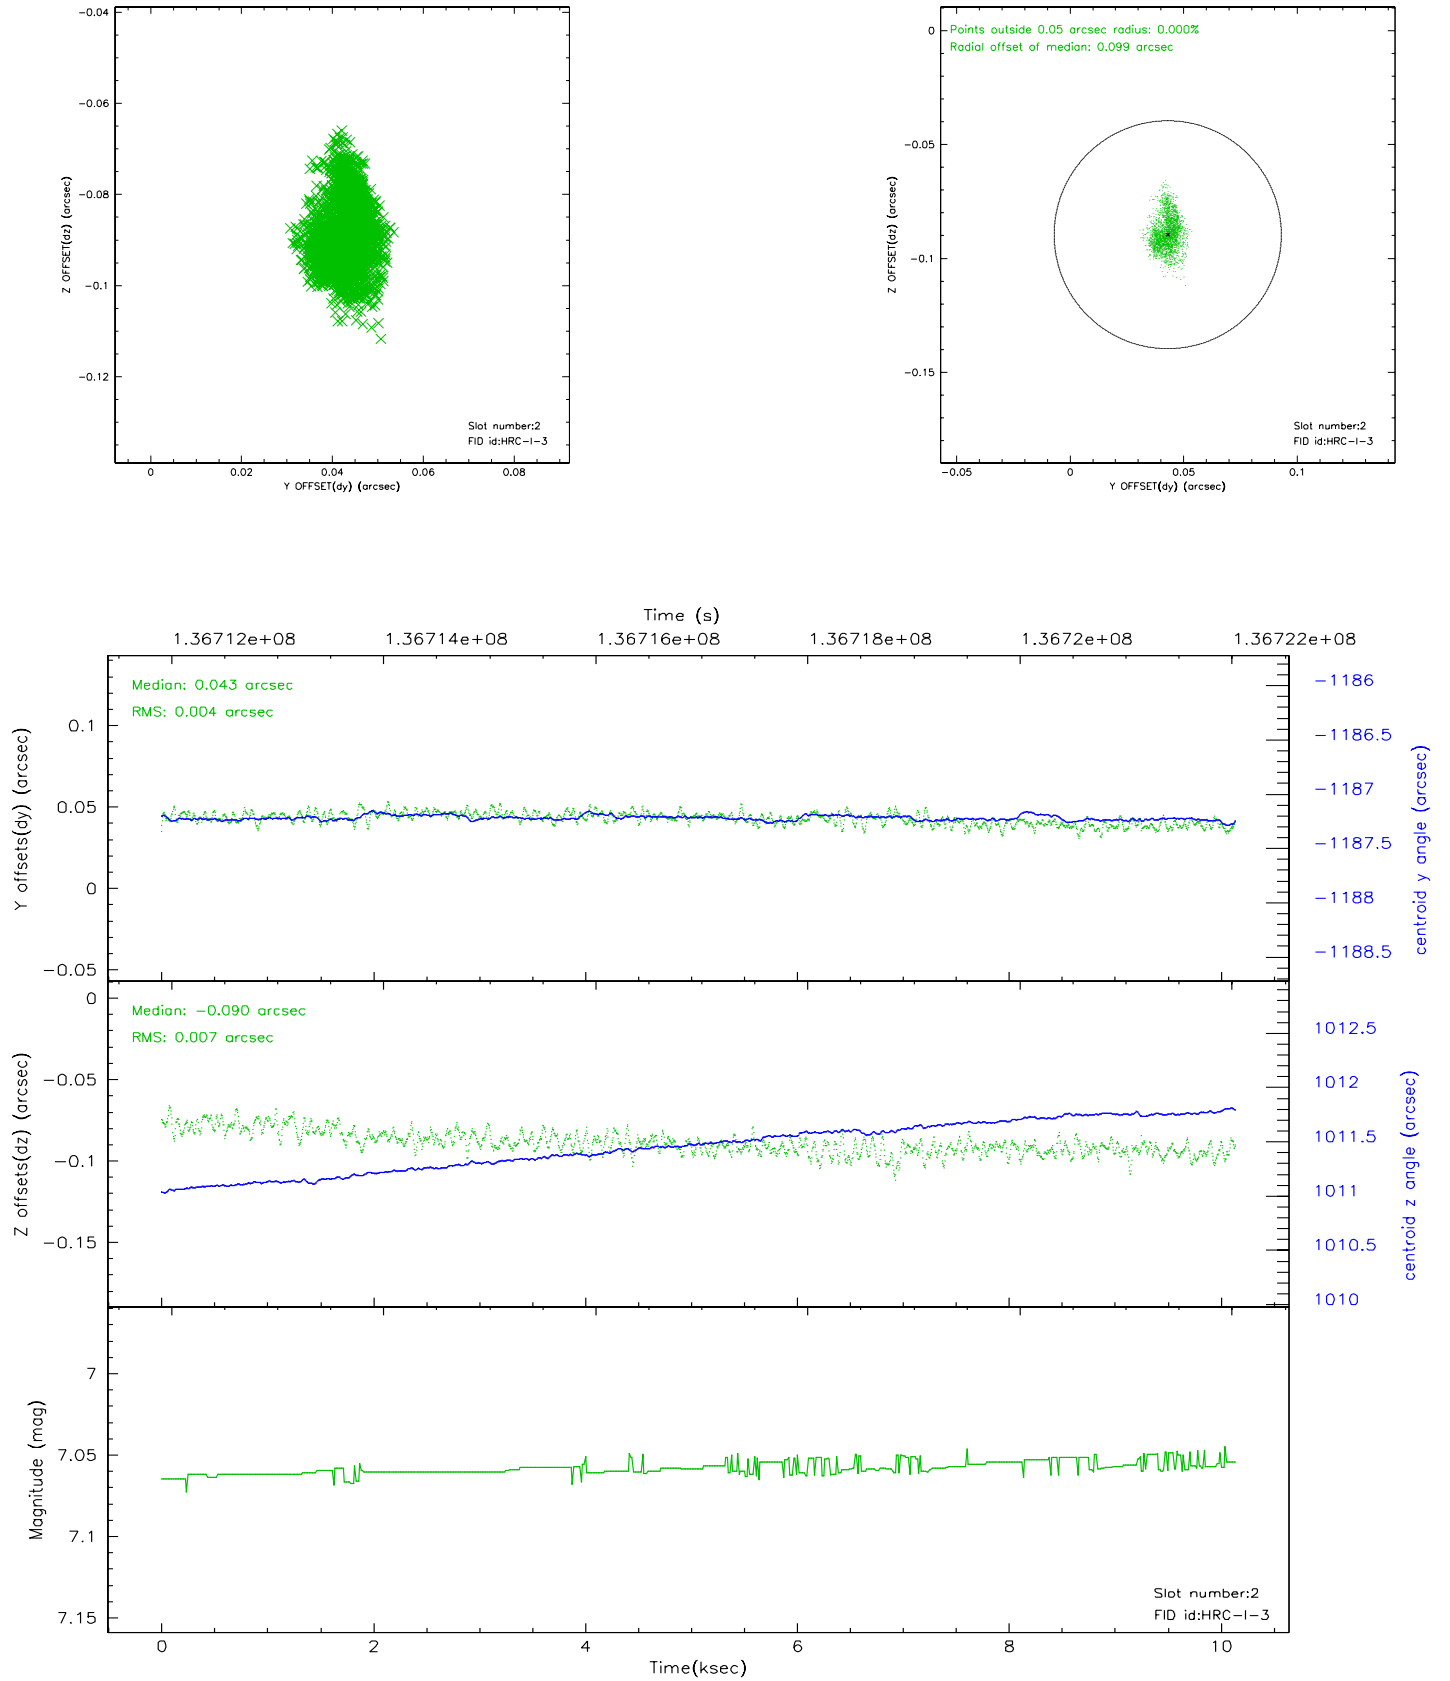 -0.04
-0.06
-0.08
-0.1
-0.12
Z OFFSET(dz) (arcsec)
Slot number:2
FID id:HRC-I-3
0 0.02 0.04 0.06 0.08
Y OFFSET(dy) (arcsec)
Points outside 0.05 arcsec radius: 0.000%
Radial offset of median: 0.099 arcsec
0
-0.05
-0.1
-0.15
Z OFFSET(dz) (arcsec)
Slot number:2
FID id:HRC-I-3
-0.05 0 0.05 0.1
Y OFFSET(dy) (arcsec)
Time (s)
1.36712e+08 1.36714e+08 1.36716e+08 1.36718e+08 1.3672e+08 1.36722e+08
Median: 0.043 arcsec
RMS: 0.004 arcsec
0.1
0.05
0
-0.05
Y offsets(dy) (arcsec)
-1186
-1186.5
-1187
-1187.5
-1188
-1188.5
centroid y angle (arcsec)
Median: -0.090 arcsec
RMS: 0.007 arcsec
0
-0.05
-0.1
-0.15
Z offsets(dz) (arcsec)
1012.5
1012
1011.5
1011
1010.5
1010
centroid z angle (arcsec)
7
7.05
7.1
7.15
Magnitude (mag)
Slot number:2
FID id:HRC-I-3
0 2 4 6 8 10
Time(ksec)